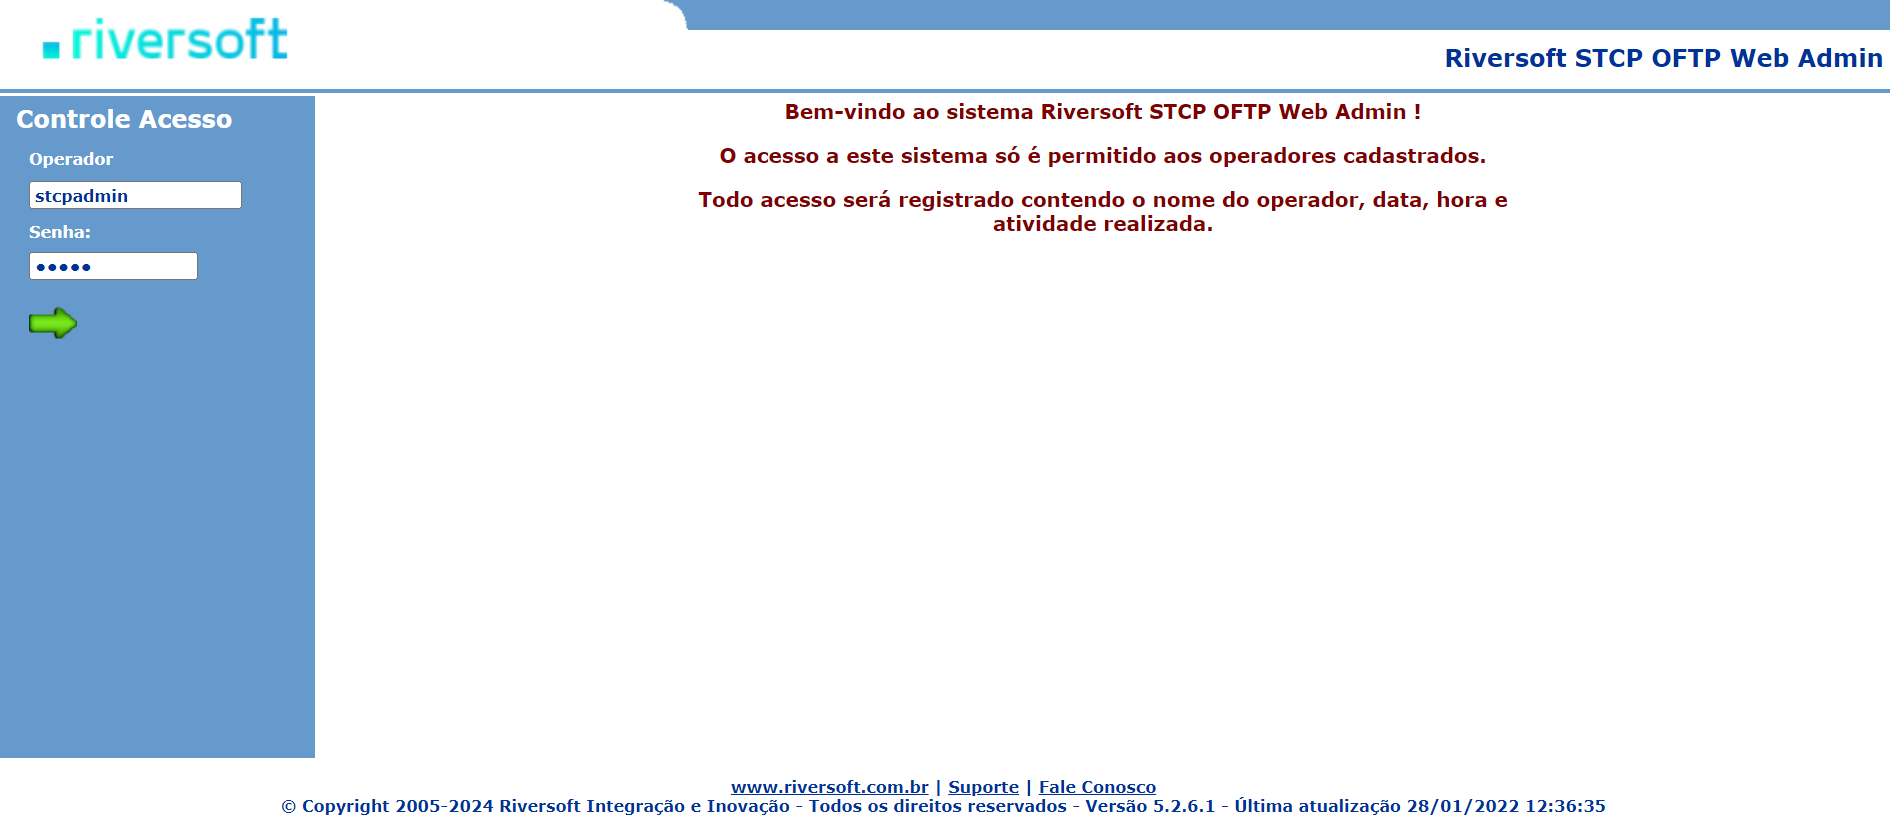 riversoft
Riversoft STCP OFTP Web Admin
Controle Acesso
Operador
stcpadmin
Senha:
•••••
Bem-vindo ao sistema Riversoft STCP OFTP Web Admin !
O acesso a este sistema só é permitido aos operadores cadastrados.
Todo acesso será registrado contendo o nome do operador, data, hora e
atividade realizada.
www.riversoft.com.br | Suporte | Fale Conosco
© Copyright 2005-2024 Riversoft Integração e Inovação - Todos os direitos reservados - Versão 5.2.6.1 - Última atualização 28/01/2022 12:36:35